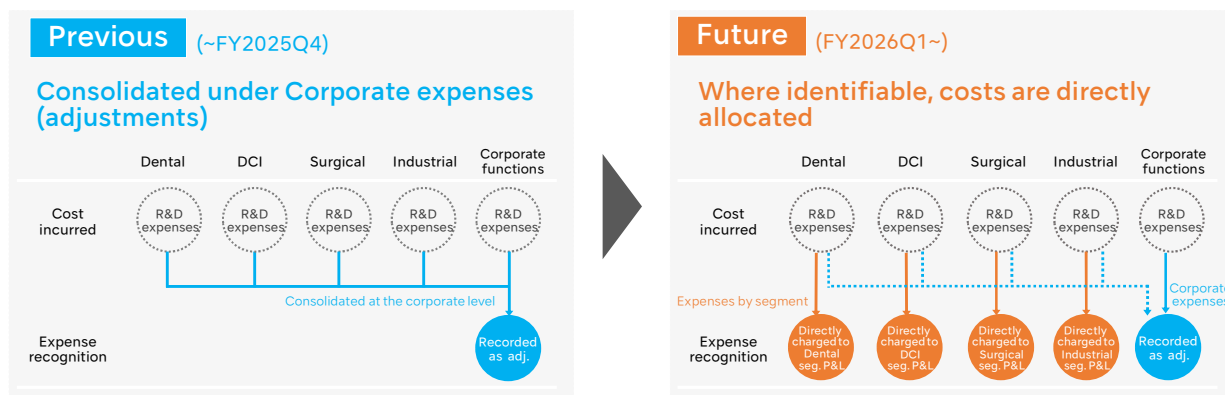 Previous (~FY2025Q4)
Consolidated under Corporate expenses
(adjustments)
Dental DCI Surgical Industrial Corporate
functions
Cost
incurred
R&D
expenses
R&D
expenses
R&D
expenses
R&D
expenses
R&D
expenses
Consolidated at the corporate level
Expense
recognition
Recorded
as adj.
Future (FY2026Q1~)
Where identifiable, costs are directly
allocated
Dental DCI Surgical Industrial Corporate
functions
Cost
incurred
R&D
expenses
R&D
expenses
R&D
expenses
R&D
expenses
R&D
expenses
Expenses by segment
Corporate
expenses
Expense
recognition
Directly
charged to
Dental
seg. P&L
Directly
charged to
DCI
seg. P&L
Directly
charged to
Surgical
seg. P&L
Directly
charged to
Industrial
seg. P&L
Recorded
as adj.